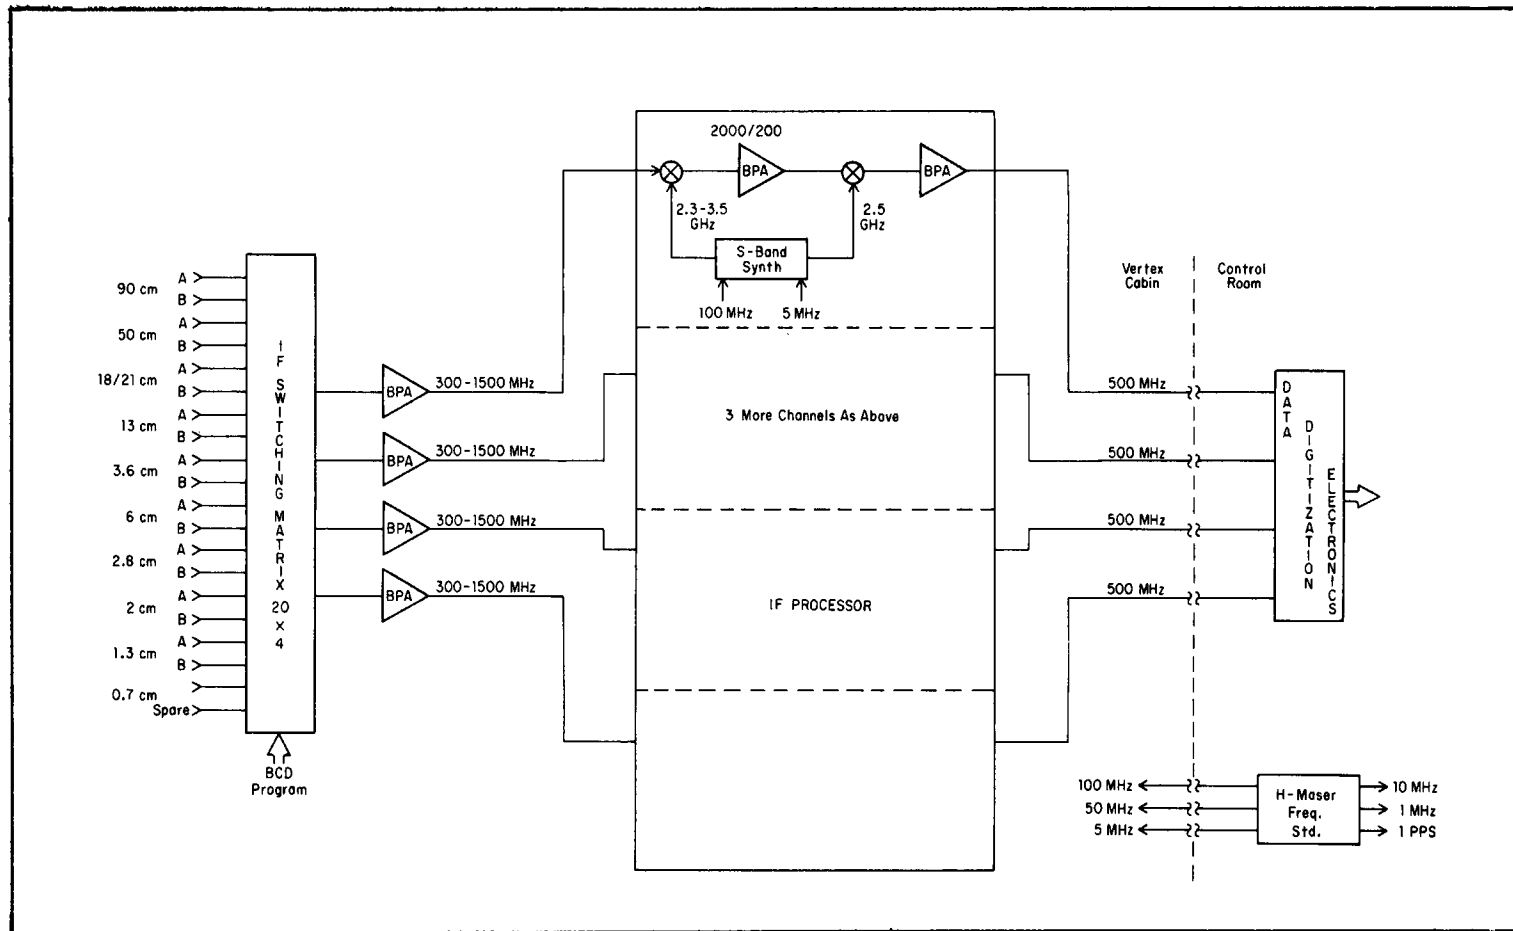 2000/200
BPA
BPA
2.3-3.5
GHz
2.5
GHz
S-Band
Synth
100 MHz
5 MHz
Vertex
Cabin
Control
Room
90 cm
A
B
50 cm
A
B
18/21 cm
A
B
13 cm
A
B
3.6 cm
A
B
6 cm
A
B
2.8 cm
A
B
2 cm
A
B
1.3 cm
A
B
0.7 cm
Spare
IF SWITCHING MATRIX 20 × 4
BCD
Program
BPA
300-1500 MHz
BPA
300-1500 MHz
BPA
300-1500 MHz
BPA
300-1500 MHz
3 More Channels As Above
IF PROCESSOR
500 MHz
500 MHz
500 MHz
500 MHz
DATA
DIGITIZATION
ELECTRONICS
100 MHz
50 MHz
5 MHz
H-Maser
Freq.
Std.
10 MHz
1 MHz
1 PPS